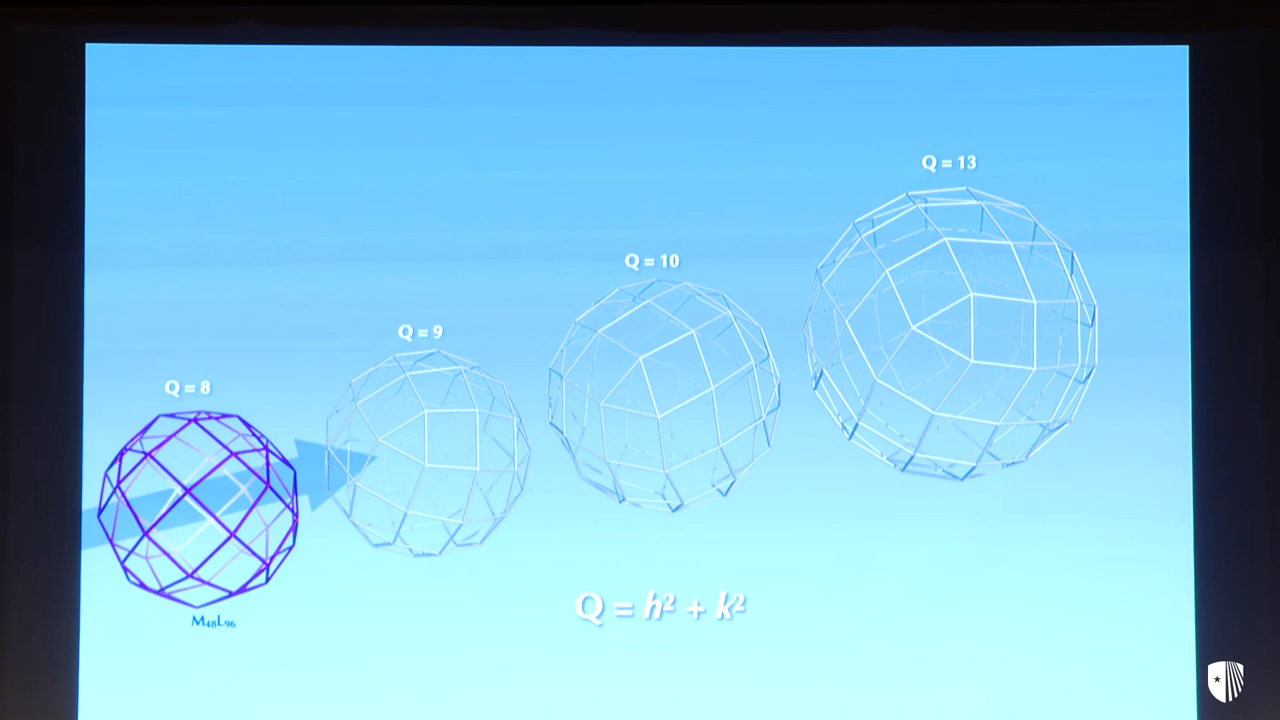 Q = 13
Q = 10
Q = 9
Q = 8
Q = h² + k²
M₄₈L₉₆